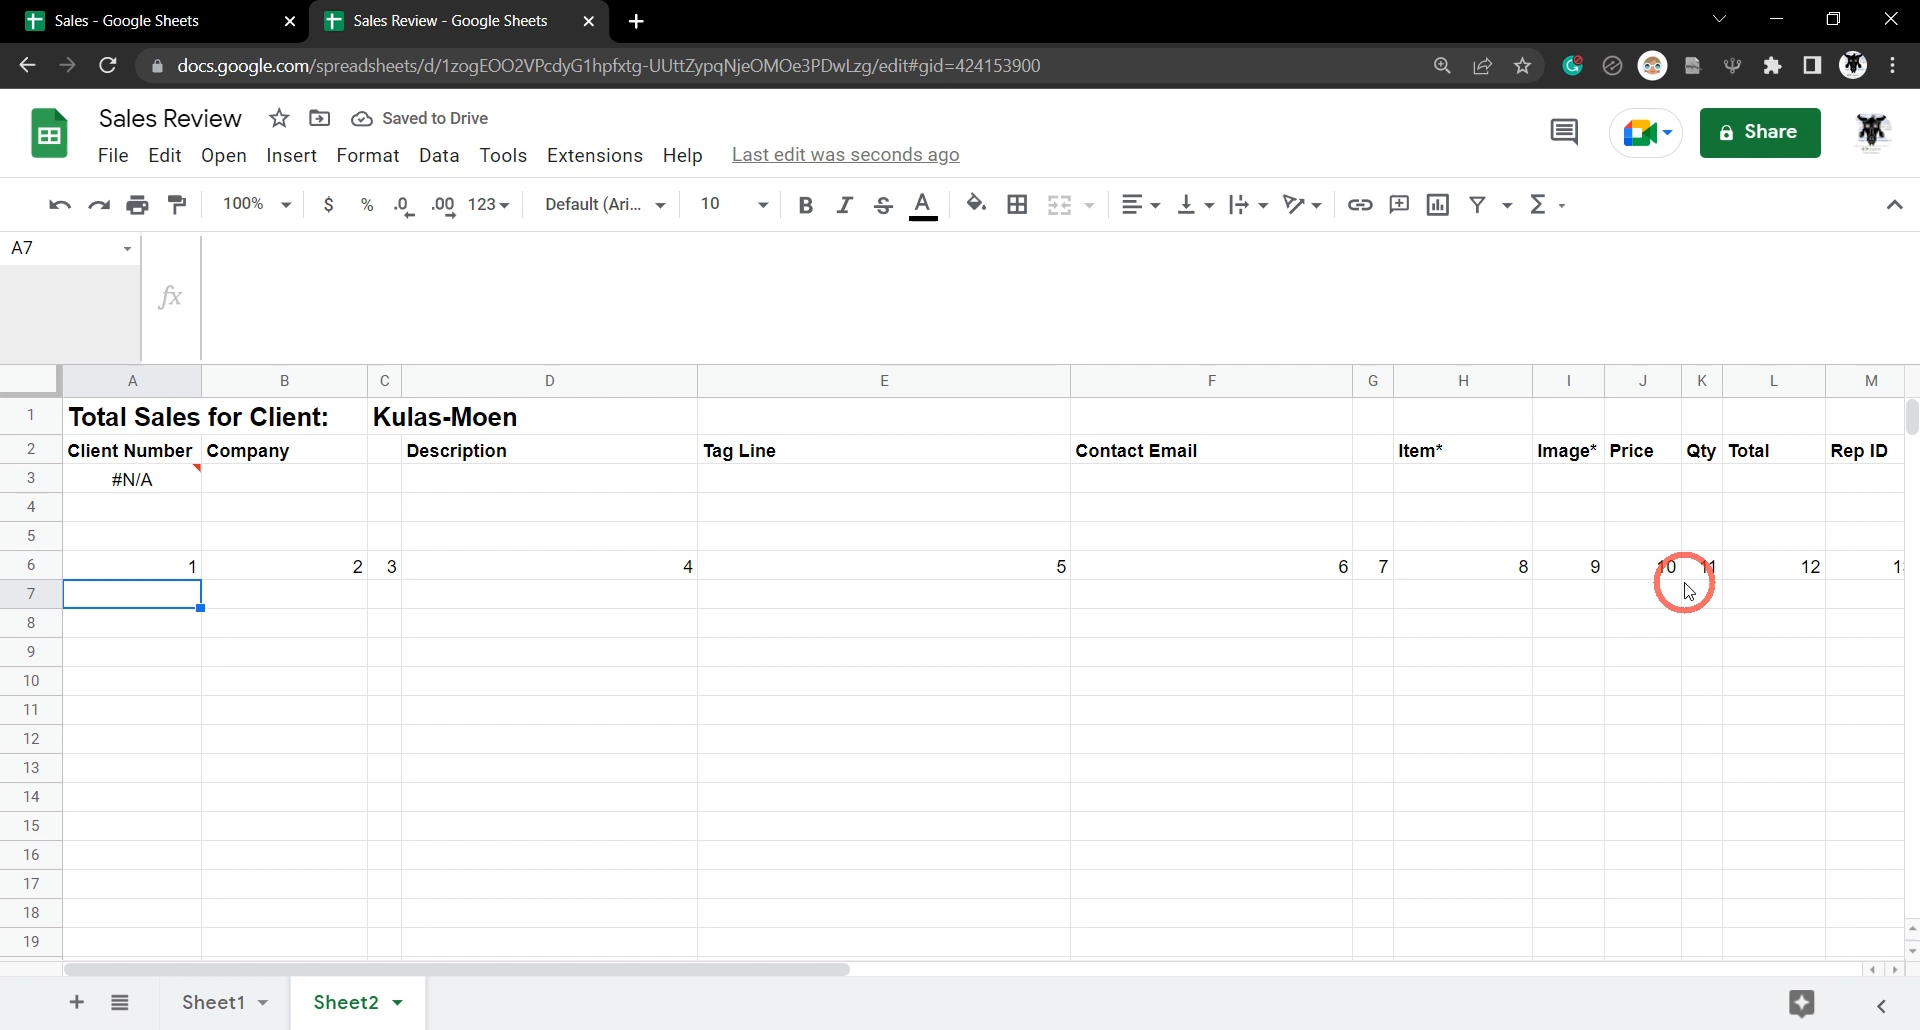 Sales - Google Sheets
Sales Review - Google Sheets
docs.google.com/spreadsheets/d/1zogEOO2VPcdyG1hpfxtg-UUttZypqNjeOMOe3PDwLzg/edit#gid=424153900
Sales Review
Saved to Drive
Share
File Edit Open Insert Format Data Tools Extensions Help Last edit was seconds ago
100% $ % .0 .00 123 Default (Ari... 10 B I S A Σ
A7
fx
A B C D E F G H I J K L M
1 Total Sales for Client: Kulas-Moen
2 Client Number Company Description Tag Line Contact Email Item* Image* Price Qty Total Rep ID
3 #N/A
4
5
6 1 2 3 4 5 6 7 8 9 10 11 12
7
8
9
10
11
12
13
14
15
16
17
18
19
Sheet1 Sheet2